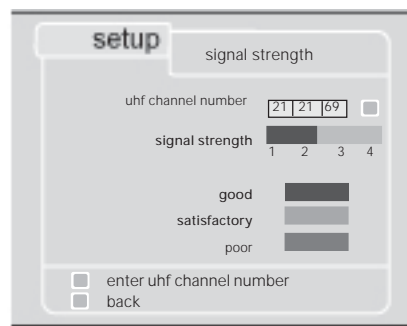 setup
signal strength
uhf channel number 21 21 69
signal strength
1 2 3 4
good
satisfactory
poor
enter uhf channel number
back